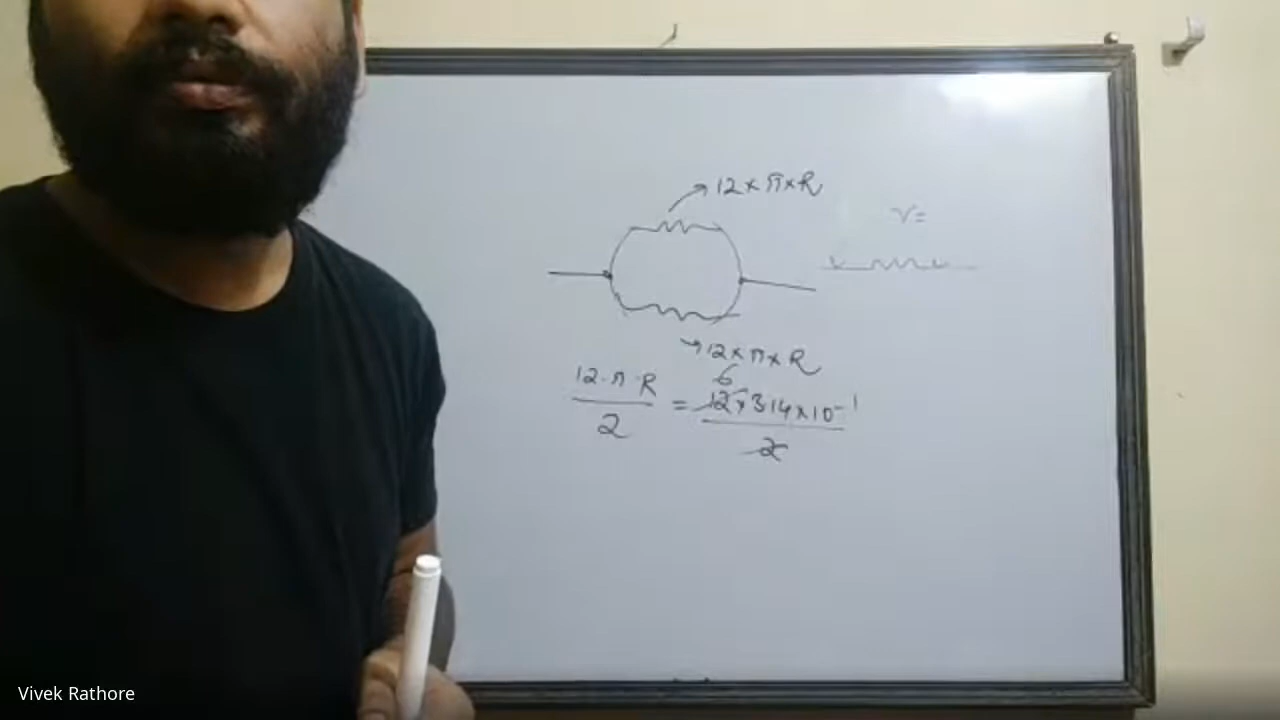 → 12 × π × R
r =
→ 12 × π × R
6
12 · π · R = 12 × 3.14 × 10⁻¹
2 2
Vivek Rathore